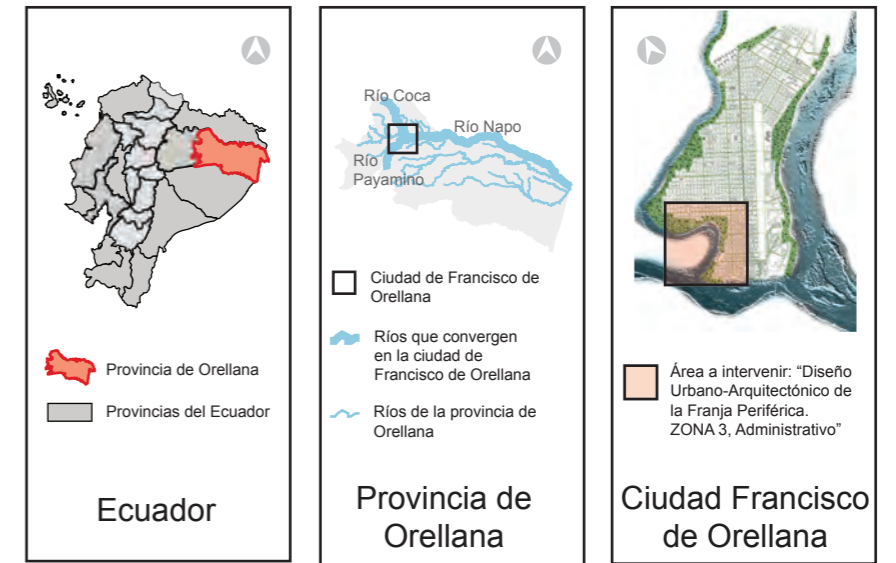 Provincia de Orellana
Provincias del Ecuador
Ecuador
Río Coca
Río Napo
Río
Payamino
Ciudad de Francisco de
Orellana
Ríos que convergen
en la ciudad de
Francisco de Orellana
Ríos de la provincia de
Orellana
Provincia de
Orellana
Área a intervenir: “Diseño
Urbano-Arquitectónico de
la Franja Periférica.
ZONA 3, Administrativo”
Ciudad Francisco
de Orellana